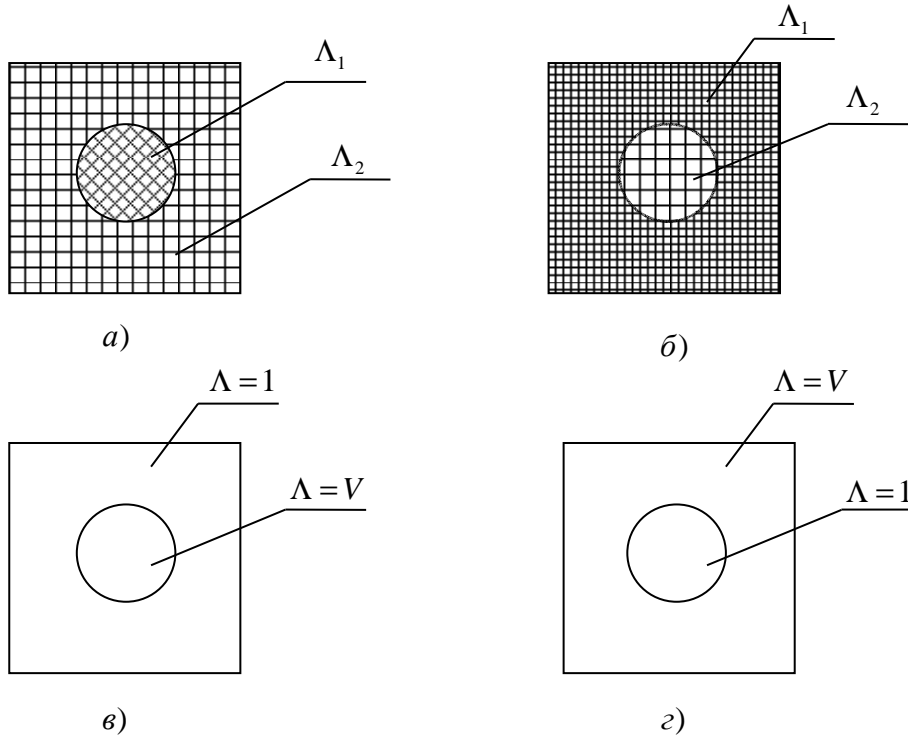 Λ₁
Λ₂
а)
Λ₁
Λ₂
б)
Λ = 1
Λ = V
в)
Λ = V
Λ = 1
г)